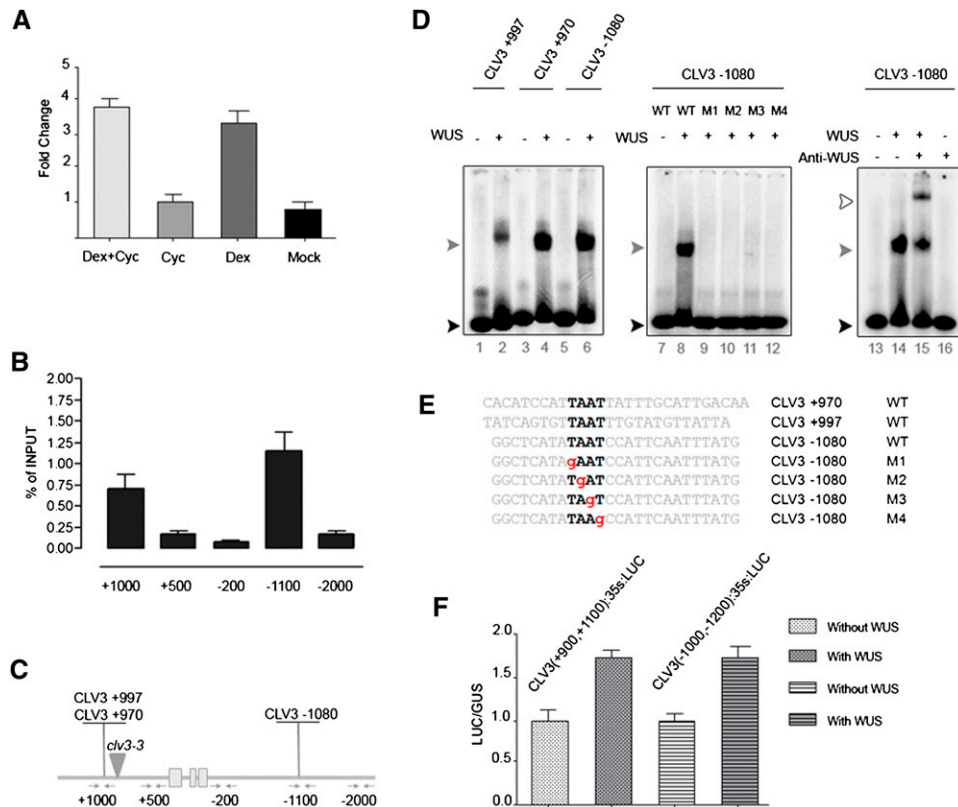 A
5
4
3
2
1
Fold Change
Dex+Cyc Cyc Dex Mock
B
2.00
1.75
1.50
1.25
1.00
0.75
0.50
0.25
0.00
% of INPUT
+1000 +500 -200 -1100 -2000
C
CLV3 +997
CLV3 +970
clv3-3
CLV3 -1080
+1000 +500 -200 -1100 -2000
D
CLV3 +997
CLV3 +970
CLV3 -1080
WUS - + - + - +
1 2 3 4 5 6
CLV3 -1080
WT WT M1 M2 M3 M4
WUS - + + + + +
7 8 9 10 11 12
CLV3 -1080
WUS - + + -
Anti-WUS - - + +
13 14 15 16
E
CACATCCATTAATTATTTGCATTGACAA CLV3 +970 WT
TATCAGTGTTAATTTGTATGTTATTA CLV3 +997 WT
GGCTCATATAATCCATTCAATTTATG CLV3 -1080 WT
GGCTCATAgAATCCATTCAATTTATG CLV3 -1080 M1
GGCTCATATgATCCATTCAATTTATG CLV3 -1080 M2
GGCTCATATAgTCCATTCAATTTATG CLV3 -1080 M3
GGCTCATATAAgCCATTCAATTTATG CLV3 -1080 M4
F
CLV3(+900,+1100):35s:LUC
CLV3(-1000,-1200):35s:LUC
2.0
1.5
1.0
0.5
0.0
LUC/GUS
Without WUS
With WUS
Without WUS
With WUS